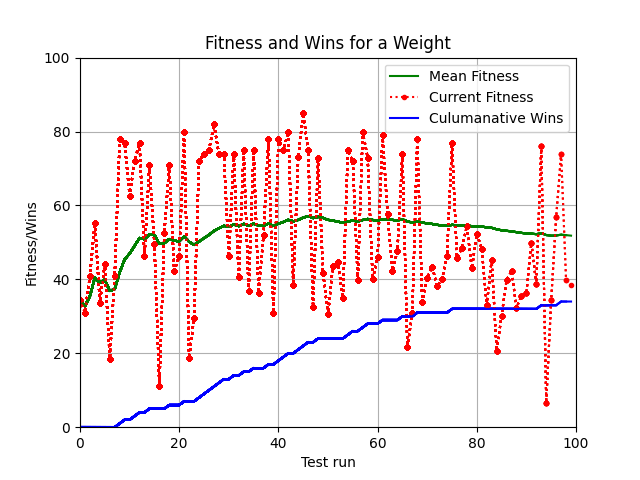 Fitness and Wins for a Weight
100
80
60
40
20
0
Fitness/Wins
Mean Fitness
Current Fitness
Culumanative Wins
0 20 40 60 80 100
Test run